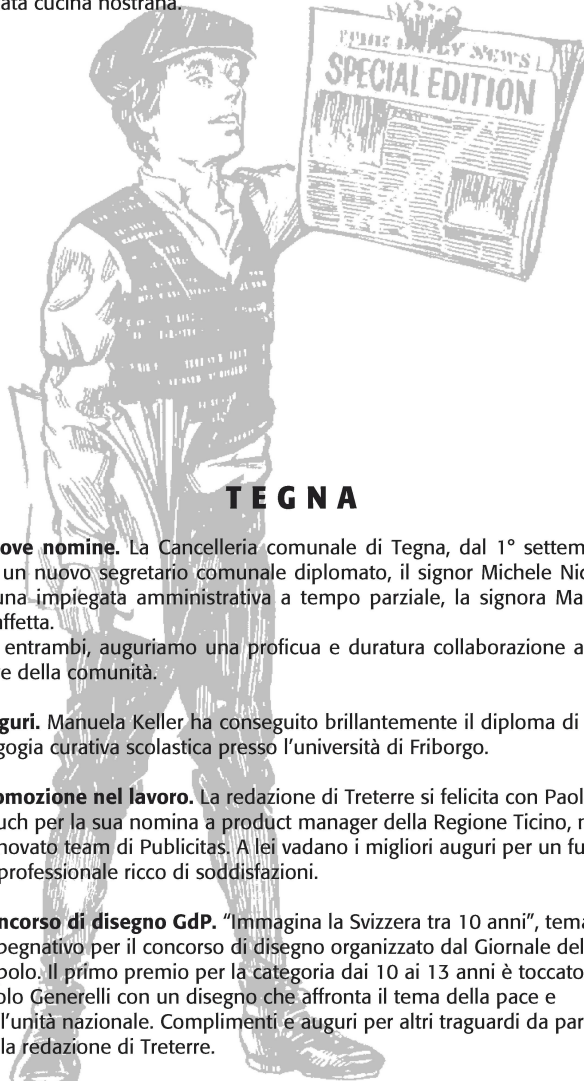 ata cucina nostrana.
DAILY NEWS
SPECIAL EDITION
TEGNA
ove nomine. La Cancelleria comunale di Tegna, dal 1° settem
un nuovo segretario comunale diplomato, il signor Michele Nic
una impiegata amministrativa a tempo parziale, la signora Ma
affetta.
entrambi, auguriamo una proficua e duratura collaborazione a
e della comunità.
guri. Manuela Keller ha conseguito brillantemente il diploma di
gogia curativa scolastica presso l'università di Friborgo.
omozione nel lavoro. La redazione di Treterre si felicita con Paol
uch per la sua nomina a product manager della Regione Ticino, n
novato team di Publicitas. A lei vadano i migliori auguri per un fu
professionale ricco di soddisfazioni.
ncorso di disegno GdP. "Immagina la Svizzera tra 10 anni", tema
pegnativo per il concorso di disegno organizzato dal Giornale del
polo. Il primo premio per la categoria dai 10 ai 13 anni è toccato
olo Generelli con un disegno che affronta il tema della pace e
l'unità nazionale. Complimenti e auguri per altri traguardi da par
la redazione di Treterre.